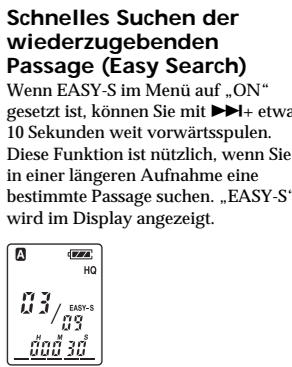 Schnelles Suchen der
wiederzugebenden
Passage (Easy Search)
Wenn EASY-S im Menü auf „ON“
gesetzt ist, können Sie mit ▶▶I+ etwa
10 Sekunden weit vorwärtsspulen.
Diese Funktion ist nützlich, wenn Sie
in einer längeren Aufnahme eine
bestimmte Passage suchen. „EASY-S“
wird im Display angezeigt.
A
HQ
03/09 EASY-S
H M S
000 30